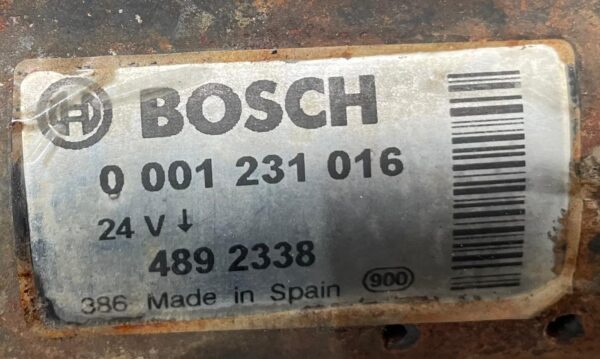 BOSCH
0 001 231 016
24 V ↓
489 2338
386 Made in Spain 900